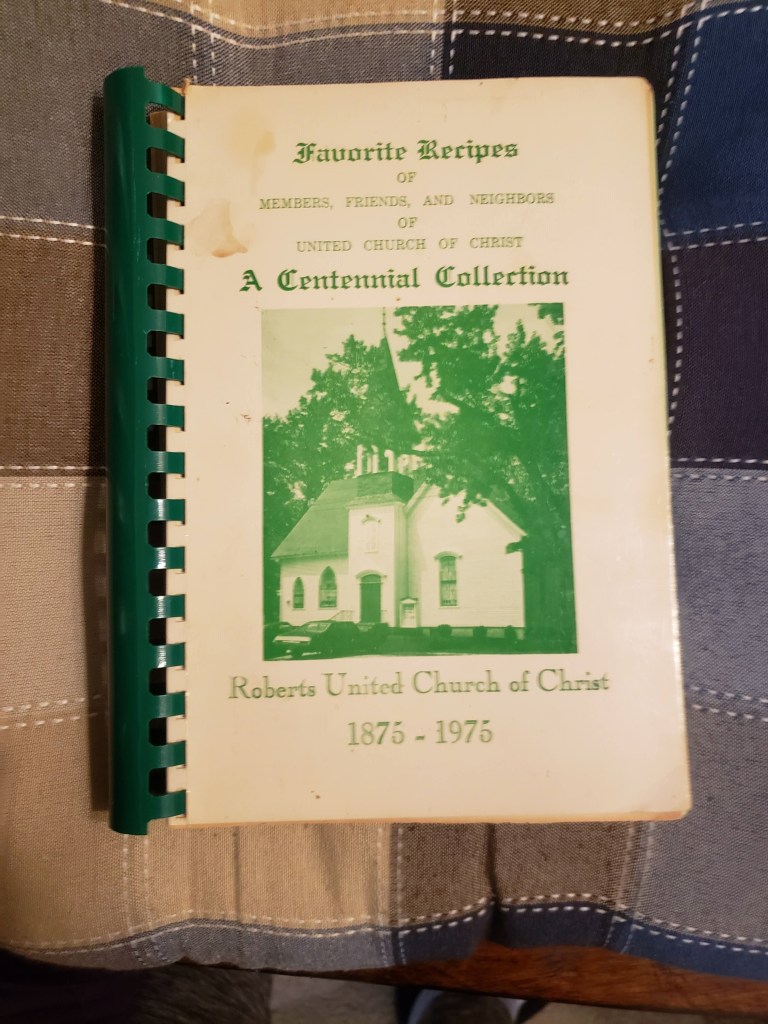 Favorite Recipes
OF
MEMBERS, FRIENDS, AND NEIGHBORS
OF
UNITED CHURCH OF CHRIST
A Centennial Collection
Roberts United Church of Christ
1875 - 1975